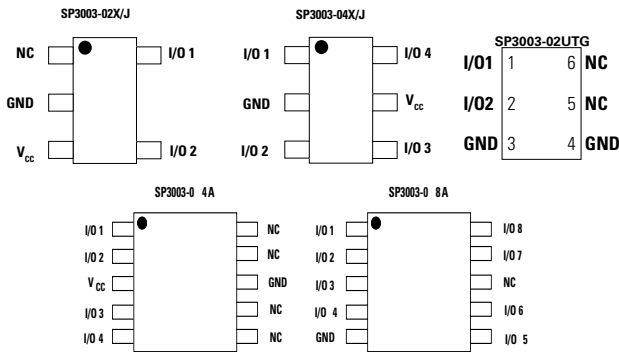 SP3003-02X/J
NC I/O 1
GND
Vcc I/O 2
SP3003-04X/J
I/O 1 I/O 4
GND Vcc
I/O 2 I/O 3
SP3003-02UTG
I/O1 1 6 NC
I/O2 2 5 NC
GND 3 4 GND
SP3003-0 4A
I/O 1 NC
I/O 2 NC
V CC GND
I/O 3 NC
I/O 4 NC
SP3003-0 8A
I/O 1 I/O 8
I/O 2 I/O 7
I/O 3 NC
I/O 4 I/O 6
GND I/O 5